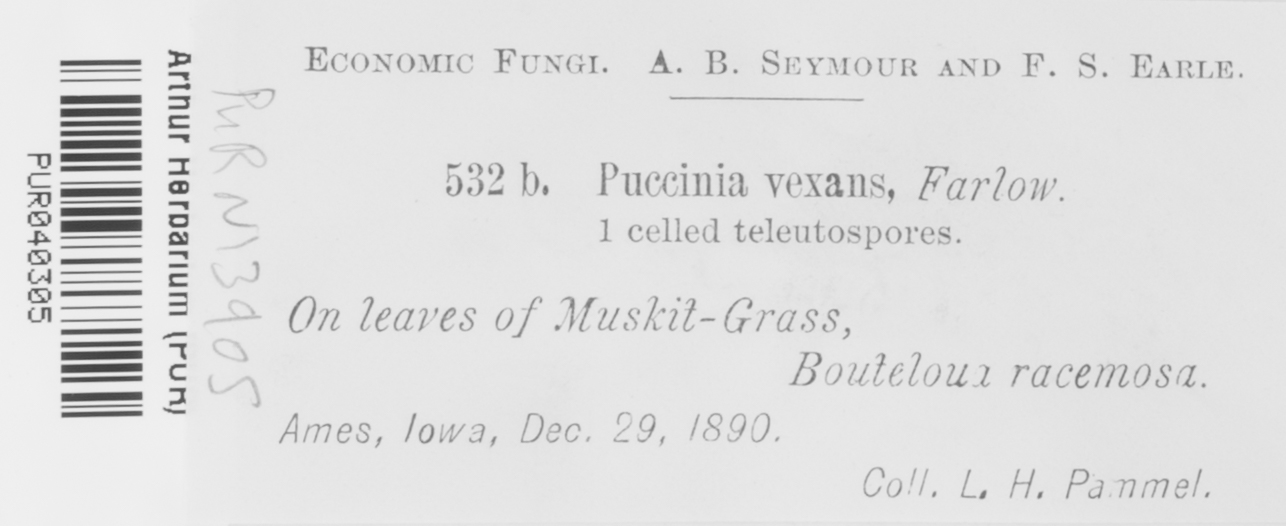 ECONOMIC FUNGI. A. B. SEYMOUR AND F. S. EARLE.
532 b. Puccinia vexans, Farlow.
1 celled teleutospores.
On leaves of Muskit-Grass,
Bouteloua racemosa.
Ames, Iowa, Dec. 29, 1890.
Coll. L. H. Pammel.
PUR N13905
Arthur Herbarium (PUR)
PUR040305